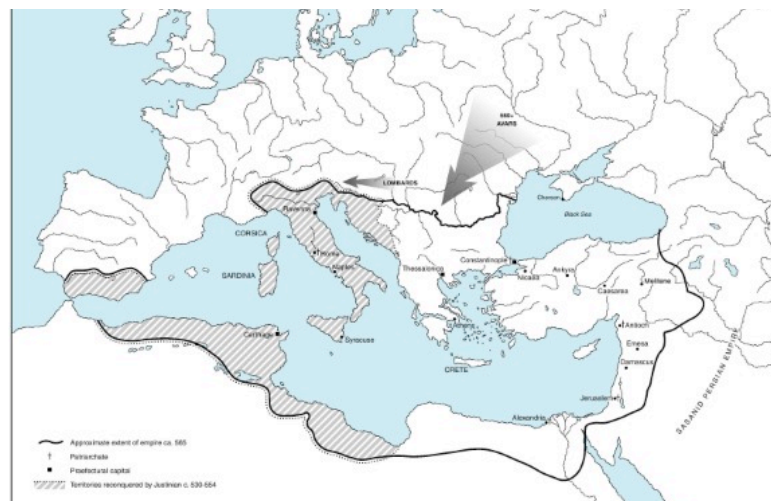 560s
AVARS
LOMBARDS
Cherson
Black Sea
Ravenna
CORSICA
Rome
SARDINIA
Naples
Thessalonica
Constantinople
Nicaea
Ankyra
Caesarea
Melitene
Athens
Carthage
Syracuse
CRETE
Antioch
Emesa
Damascus
Jerusalem
Alexandria
SASANID PERSIAN EMPIRE
Approximate extent of empire ca. 565
Patriarchate
Praefectural capital
Territories reconquered by Justinian c. 530-554